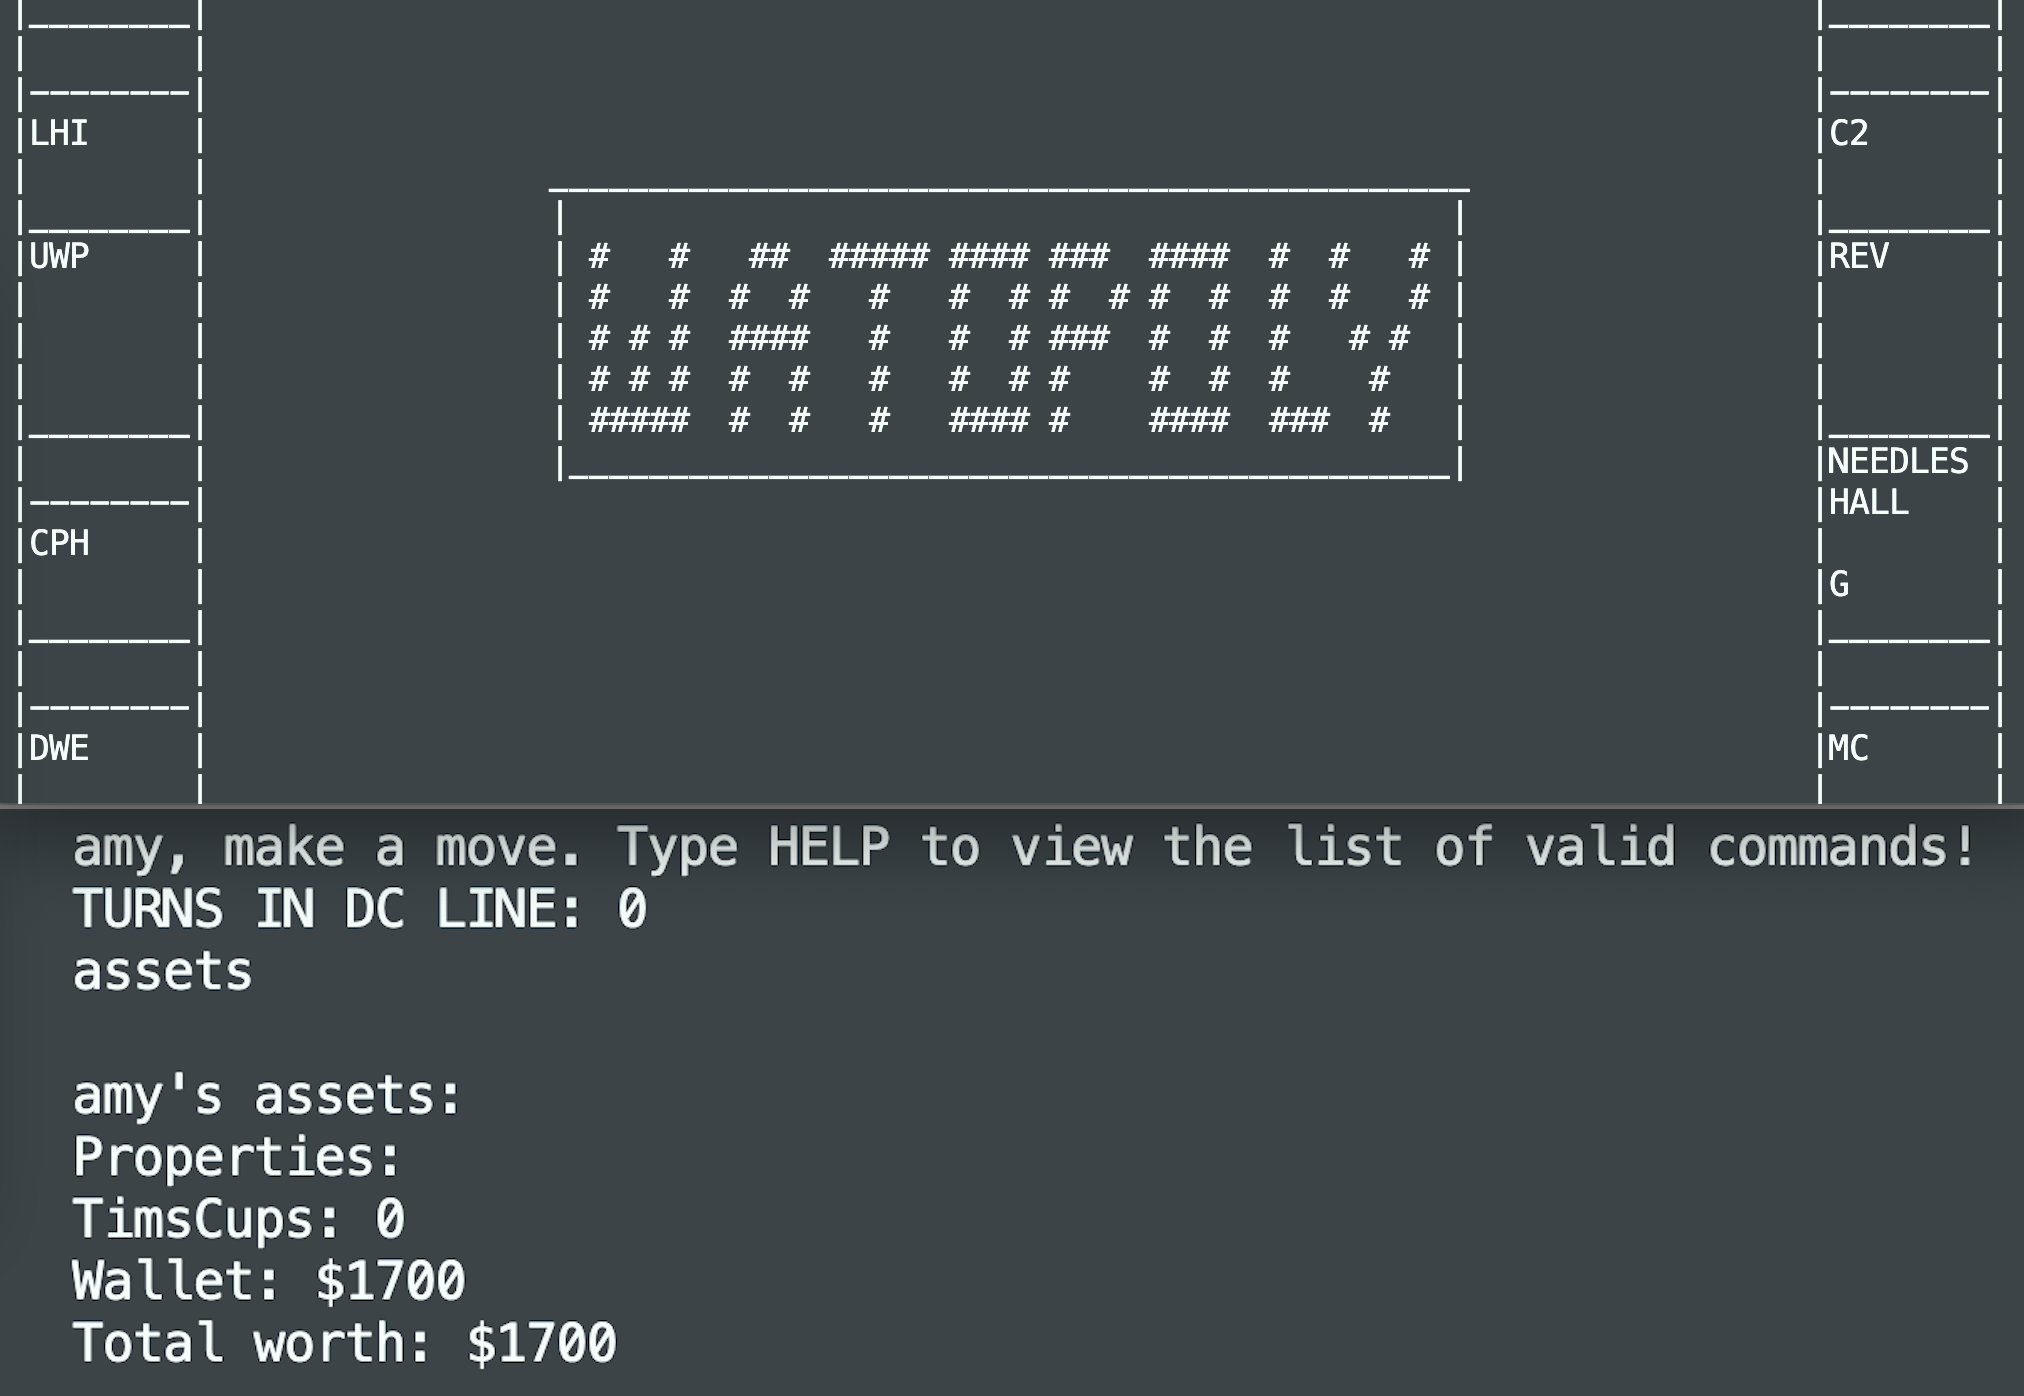 LHI C2
UWP REV
#   #   ##  ##### #### ###  ####  #  #   #
#   #  #  #   #   #  # #  # #  #  #  #   #
# # #  ####   #   #  # ###  #  #  #   # #
# # #  #  #   #   #  # #    #  #  #    #
#####  #  #   #   #### #    ####  ###  #
NEEDLES
HALL
CPH
G
DWE MC
amy, make a move. Type HELP to view the list of valid commands!
TURNS IN DC LINE: 0
assets
amy's assets:
Properties:
TimsCups: 0
Wallet: $1700
Total worth: $1700